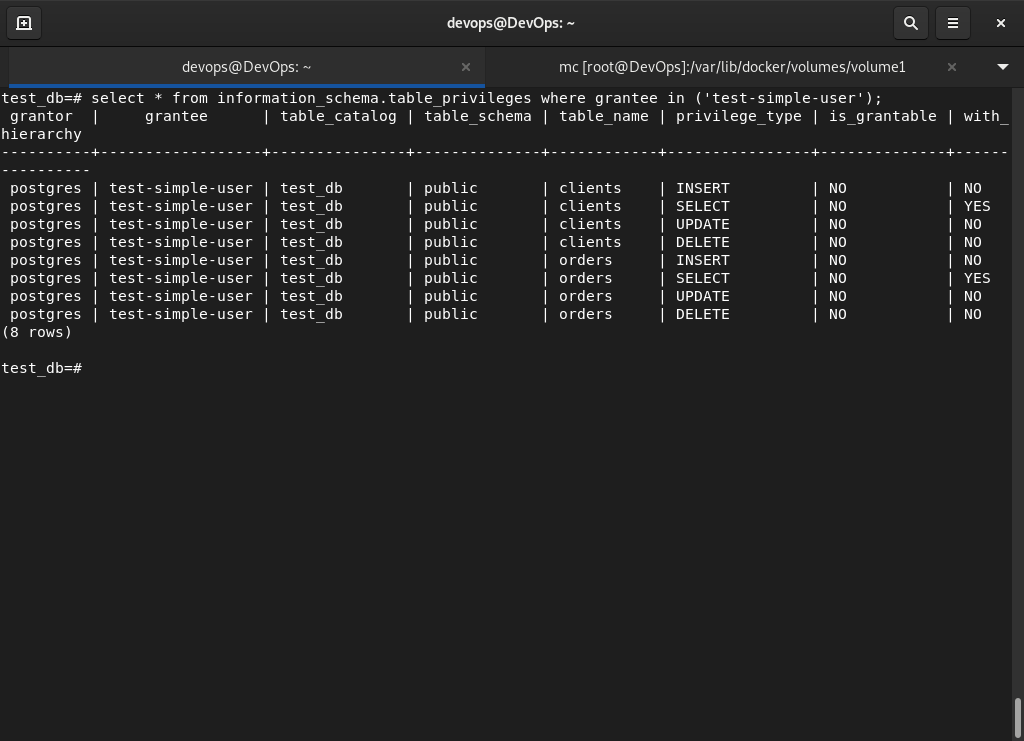 devops@DevOps: ~
devops@DevOps: ~
mc [root@DevOps]:/var/lib/docker/volumes/volume1
test_db=# select * from information_schema.table_privileges where grantee in ('test-simple-user');
 grantor  |     grantee      | table_catalog | table_schema | table_name | privilege_type | is_grantable | with_
hierarchy
----------+------------------+---------------+--------------+------------+----------------+--------------+------
----------
 postgres | test-simple-user | test_db       | public       | clients    | INSERT         | NO           | NO
 postgres | test-simple-user | test_db       | public       | clients    | SELECT         | NO           | YES
 postgres | test-simple-user | test_db       | public       | clients    | UPDATE         | NO           | NO
 postgres | test-simple-user | test_db       | public       | clients    | DELETE         | NO           | NO
 postgres | test-simple-user | test_db       | public       | orders     | INSERT         | NO           | NO
 postgres | test-simple-user | test_db       | public       | orders     | SELECT         | NO           | YES
 postgres | test-simple-user | test_db       | public       | orders     | UPDATE         | NO           | NO
 postgres | test-simple-user | test_db       | public       | orders     | DELETE         | NO           | NO
(8 rows)
test_db=#